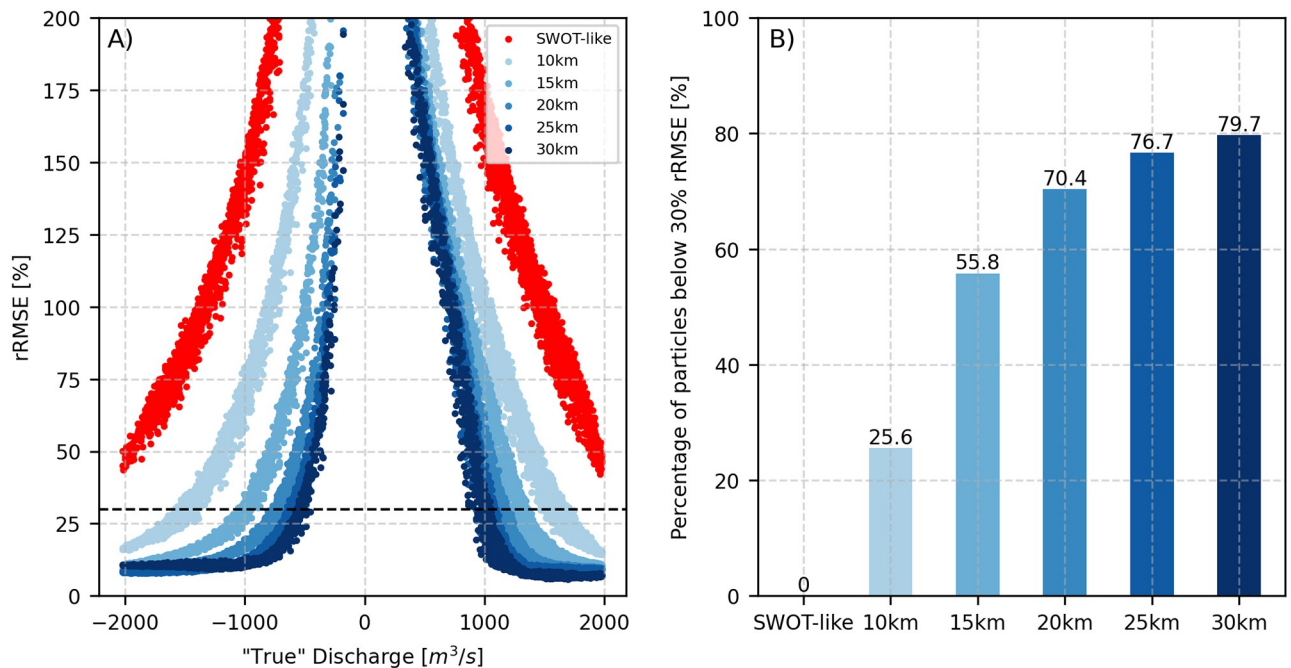 A)
rRMSE [%]
200
175
150
125
100
75
50
25
0
SWOT-like
10km
15km
20km
25km
30km
−2000
−1000
0
1000
2000
"True" Discharge [m³/s]
B)
Percentage of particles below 30% rRMSE [%]
100
80
60
40
20
0
0
25.6
55.8
70.4
76.7
79.7
SWOT-like 10km 15km 20km 25km 30km